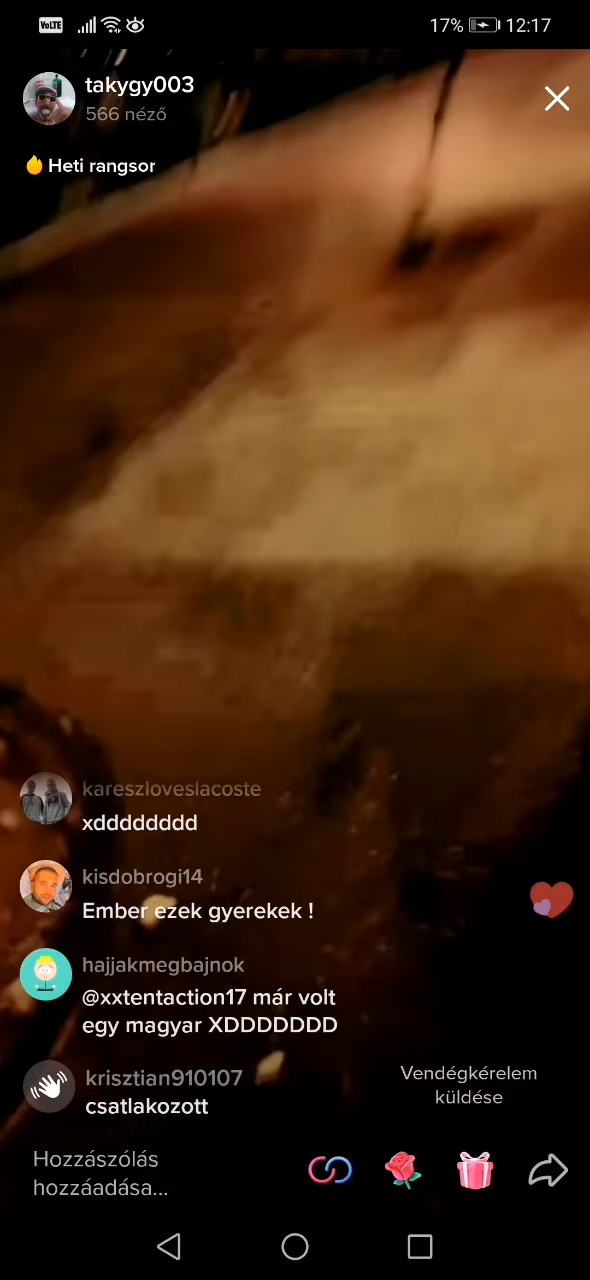 VoLTE 17% 12:17
takygy003
566 néző
Heti rangsor
kareszloveslacoste
xdddddddd
kisdobrogi14
Ember ezek gyerekek !
hajjakmegbajnok
@xxtentaction17 már volt
egy magyar XDDDDDDD
krisztian910107
csatlakozott
Vendégkérelem
küldése
Hozzászólás
hozzáadása...